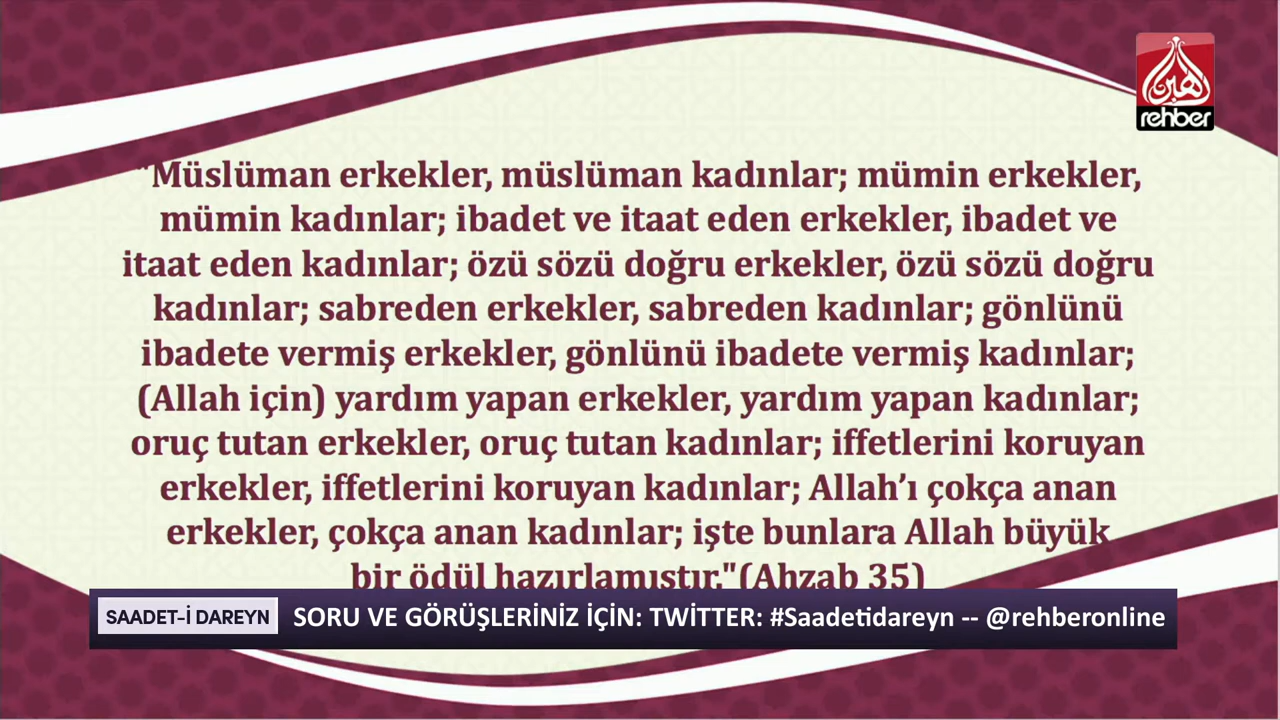 رهبر
rehber
"Müslüman erkekler, müslüman kadınlar; mümin erkekler,
mümin kadınlar; ibadet ve itaat eden erkekler, ibadet ve
itaat eden kadınlar; özü sözü doğru erkekler, özü sözü doğru
kadınlar; sabreden erkekler, sabreden kadınlar; gönlünü
ibadete vermiş erkekler, gönlünü ibadete vermiş kadınlar;
(Allah için) yardım yapan erkekler, yardım yapan kadınlar;
oruç tutan erkekler, oruç tutan kadınlar; iffetlerini koruyan
erkekler, iffetlerini koruyan kadınlar; Allah’ı çokça anan
erkekler, çokça anan kadınlar; işte bunlara Allah büyük
bir ödül hazırlamıştır."(Ahzab 35)
SAADET-İ DAREYN SORU VE GÖRÜŞLERİNİZ İÇİN: TWİTTER: #Saadetidareyn -- @rehberonline